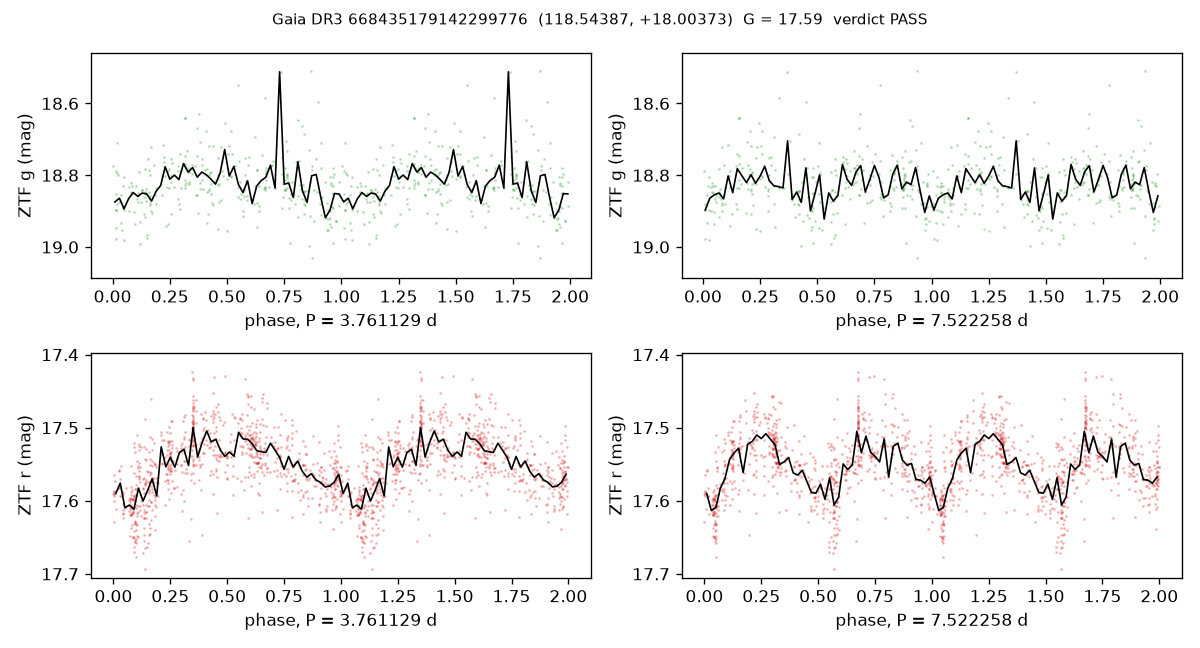 Gaia DR3 668435179142299776  (118.54387, +18.00373)  G = 17.59  verdict PASS
ZTF g (mag)
18.6
18.8
19.0
0.00 0.25 0.50 0.75 1.00 1.25 1.50 1.75 2.00
phase, P = 3.761129 d
ZTF g (mag)
18.6
18.8
19.0
0.00 0.25 0.50 0.75 1.00 1.25 1.50 1.75 2.00
phase, P = 7.522258 d
ZTF r (mag)
17.4
17.5
17.6
17.7
0.00 0.25 0.50 0.75 1.00 1.25 1.50 1.75 2.00
phase, P = 3.761129 d
ZTF r (mag)
17.4
17.5
17.6
17.7
0.00 0.25 0.50 0.75 1.00 1.25 1.50 1.75 2.00
phase, P = 7.522258 d